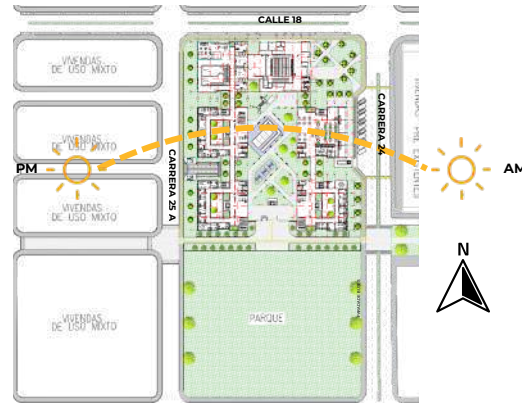 CALLE 18
VIVENDAS
DE USO MIXTO
VIVENDAS
DE USO MIXTO
CARRERA 24
PM
AM
CARRERA 25 A
VIVENDAS
DE USO MIXTO
N
VIVENDAS
DE USO MIXTO
PARQUE